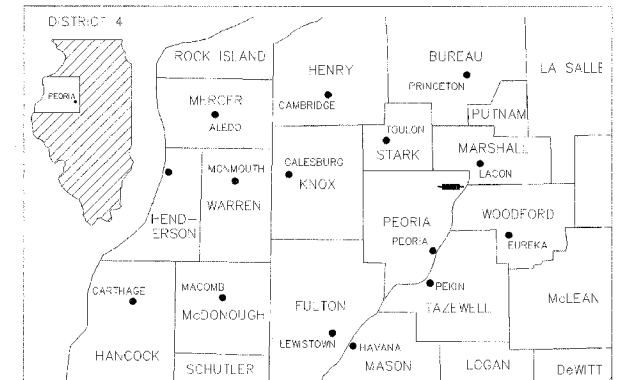 DISTRICT 4
PEORIA
ROCK ISLAND
HENRY
CAMBRIDGE
BUREAU
PRINCETON
LA SALLE
PUTNAM
MERCER
ALEDO
TOULON
STARK
MARSHALL
LACON
MONMOUTH
WARREN
GALESBURG
KNOX
HEND-
ERSON
PEORIA
PEORIA
WOODFORD
EUREKA
CARTHAGE
HANCOCK
MACOMB
McDONOUGH
SCHUTLER
FULTON
LEWISTOWN
HAVANA
MASON
PEKIN
TAZEWELL
LOGAN
McLEAN
DeWITT